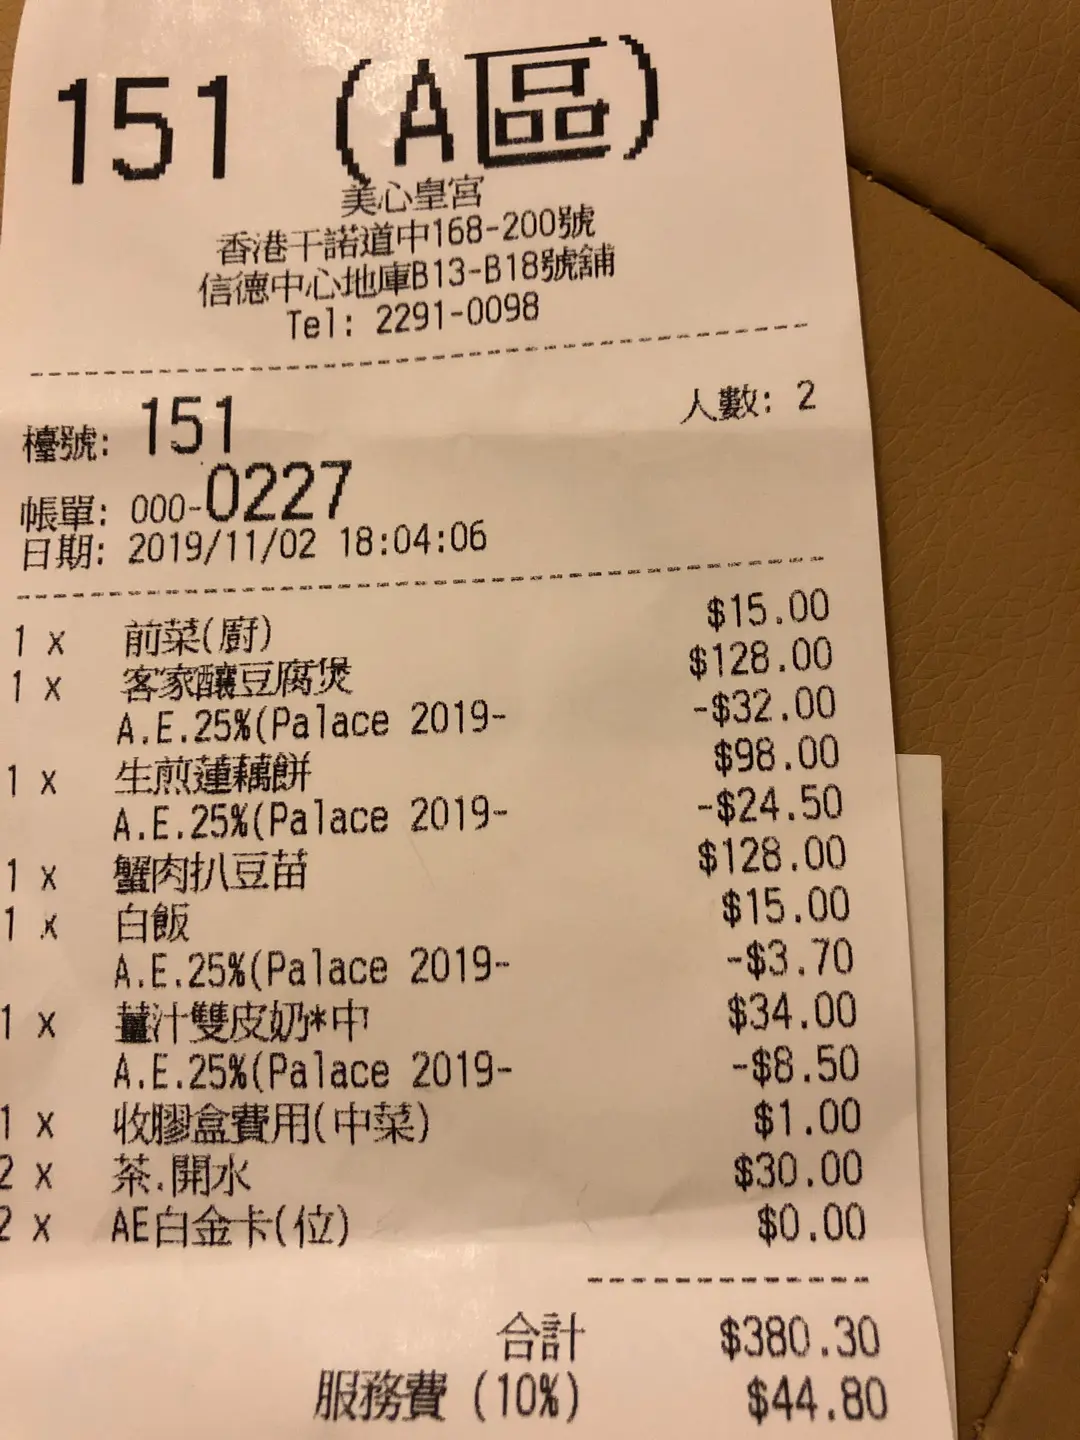 151 (A區)
美心皇宮
香港干諾道中168-200號
信德中心地庫B13-B18號舖
Tel: 2291-0098
檯號: 151 人數: 2
帳單: 000-0227
日期: 2019/11/02 18:04:06
1 x 前菜(廚) $15.00
1 x 客家釀豆腐煲 $128.00
A.E.25%(Palace 2019- -$32.00
1 x 生煎蓮藕餅 $98.00
A.E.25%(Palace 2019- -$24.50
1 x 蟹肉扒豆苗 $128.00
1 x 白飯 $15.00
A.E.25%(Palace 2019- -$3.70
1 x 薑汁雙皮奶*中 $34.00
A.E.25%(Palace 2019- -$8.50
1 x 收膠盒費用(中菜) $1.00
2 x 茶.開水 $30.00
2 x AE白金卡(位) $0.00
合計 $380.30
服務費 (10%) $44.80